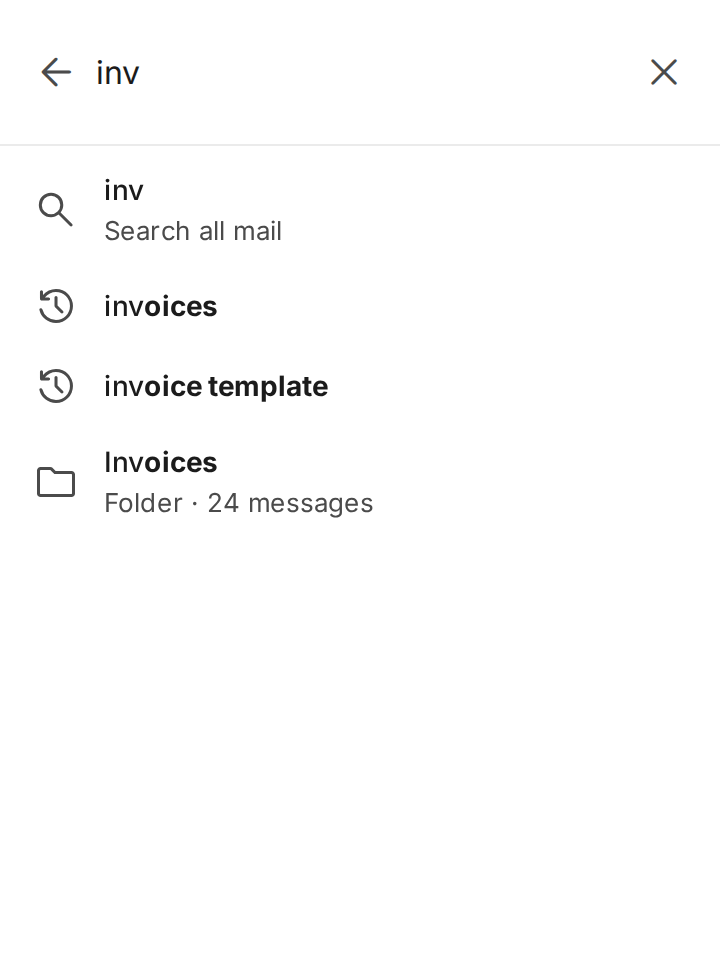 inv
inv
Search all mail
invoices
invoice template
Invoices
Folder · 24 messages